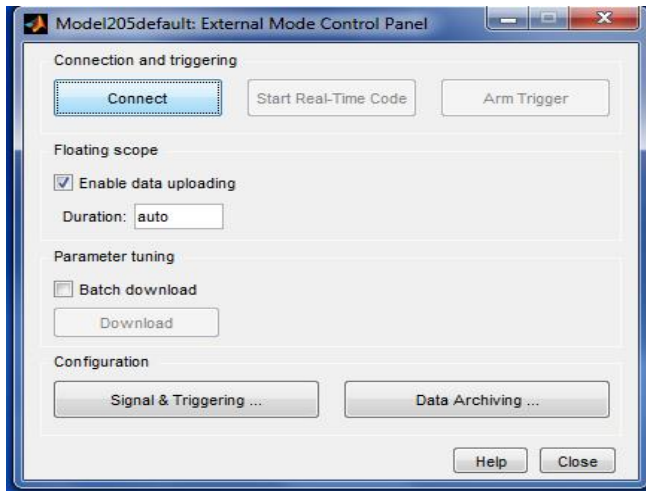 Model205default: External Mode Control Panel
Connection and triggering
Connect Start Real-Time Code Arm Trigger
Floating scope
Enable data uploading
Duration: auto
Parameter tuning
Batch download
Download
Configuration
Signal & Triggering ... Data Archiving ...
Help Close